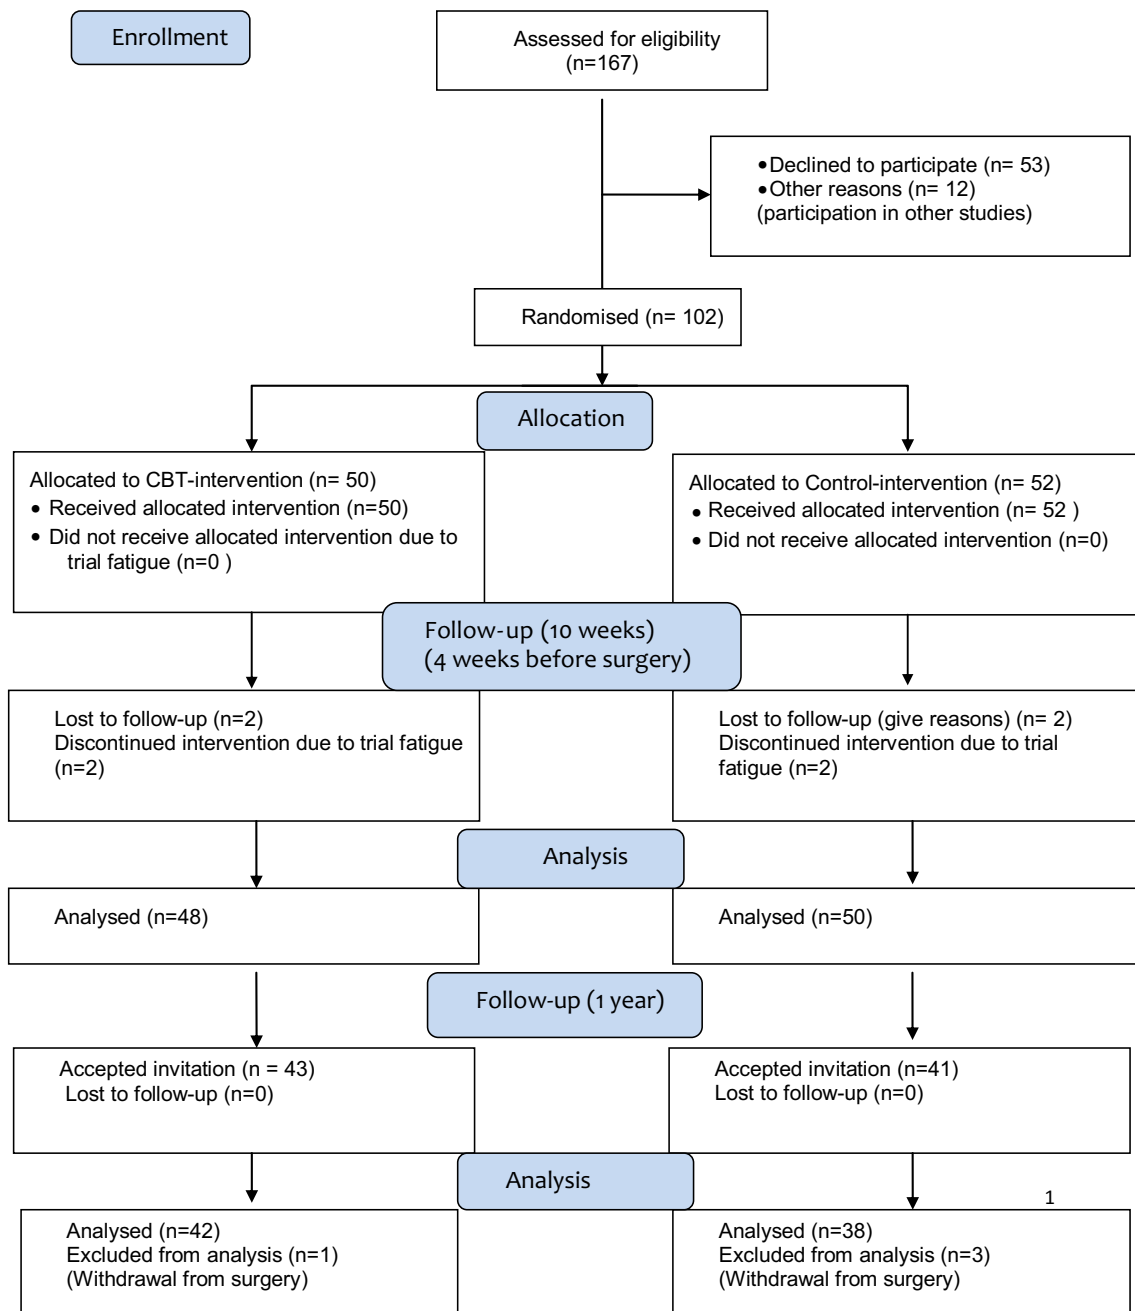 Enrollment
Assessed for eligibility
(n=167)
•Declined to participate (n= 53)
•Other reasons (n= 12)
(participation in other studies)
Randomised (n= 102)
Allocation
Allocated to CBT-intervention (n= 50)
• Received allocated intervention (n=50)
• Did not receive allocated intervention due to
trial fatigue (n=0 )
Allocated to Control-intervention (n= 52)
• Received allocated intervention (n= 52 )
• Did not receive allocated intervention (n=0)
Follow-up (10 weeks)
(4 weeks before surgery)
Lost to follow-up (n=2)
Discontinued intervention due to trial fatigue
(n=2)
Lost to follow-up (give reasons) (n= 2)
Discontinued intervention due to trial
fatigue (n=2)
Analysis
Analysed (n=48)
Analysed (n=50)
Follow-up (1 year)
Accepted invitation (n = 43)
Lost to follow-up (n=0)
Accepted invitation (n=41)
Lost to follow-up (n=0)
Analysis
1
Analysed (n=42)
Excluded from analysis (n=1)
(Withdrawal from surgery)
Analysed (n=38)
Excluded from analysis (n=3)
(Withdrawal from surgery)